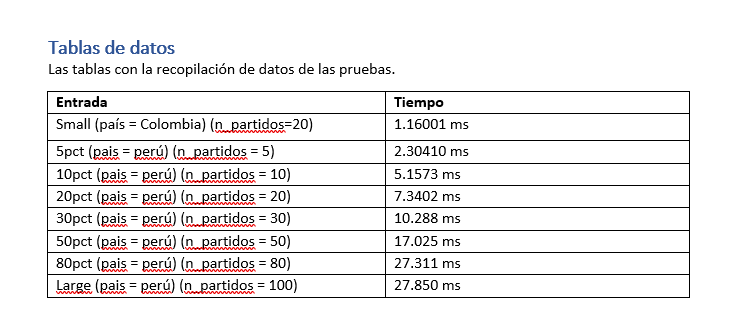 Tablas de datos
Las tablas con la recopilación de datos de las pruebas.
Entrada Tiempo
Small (país = Colombia) (n_partidos=20) 1.16001 ms
5pct (pais = perú) (n_partidos = 5) 2.30410 ms
10pct (pais = perú) (n_partidos = 10) 5.1573 ms
20pct (pais = perú) (n_partidos = 20) 7.3402 ms
30pct (pais = perú) (n_partidos = 30) 10.288 ms
50pct (pais = perú) (n_partidos = 50) 17.025 ms
80pct (pais = perú) (n_partidos = 80) 27.311 ms
Large (pais = perú) (n_partidos = 100) 27.850 ms